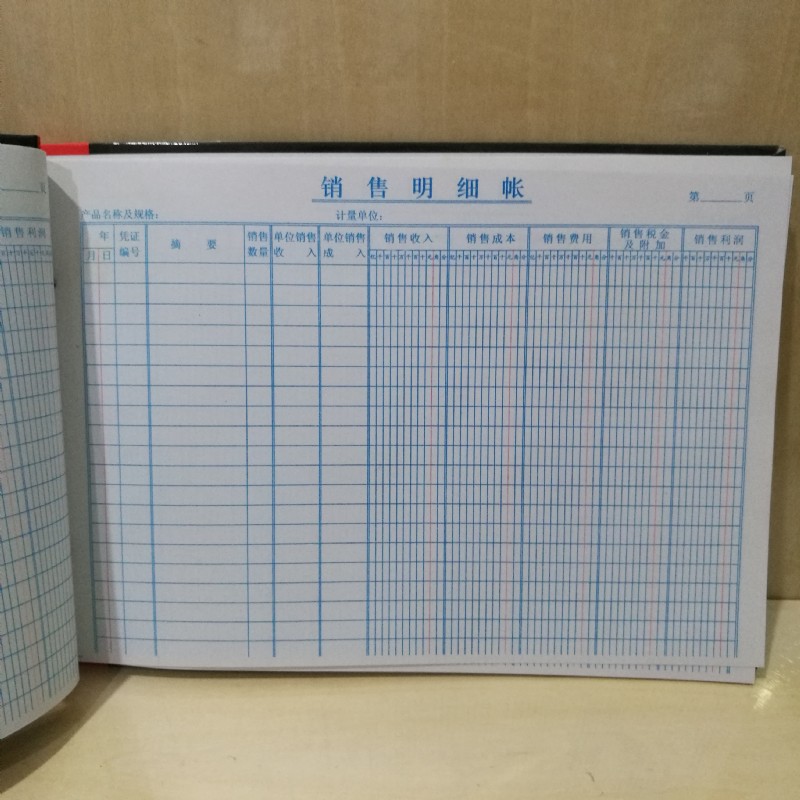 销售明细帐
第 页
产品名称及规格: 计量单位:
年 凭证 摘 要 销售 单位销售 单位销售 销售收入 销售成本 销售费用 销售税金 销售利润
月 日 编号 数量 收 入 成 入 及附加
销售利润
页